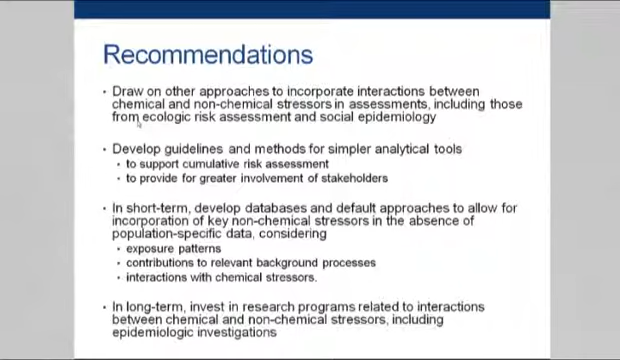 Recommendations
• Draw on other approaches to incorporate interactions between
chemical and non-chemical stressors in assessments, including those
from ecologic risk assessment and social epidemiology
• Develop guidelines and methods for simpler analytical tools
• to support cumulative risk assessment
• to provide for greater involvement of stakeholders
• In short-term, develop databases and default approaches to allow for
incorporation of key non-chemical stressors in the absence of
population-specific data, considering
• exposure patterns
• contributions to relevant background processes
• interactions with chemical stressors.
• In long-term, invest in research programs related to interactions
between chemical and non-chemical stressors, including
epidemiologic investigations